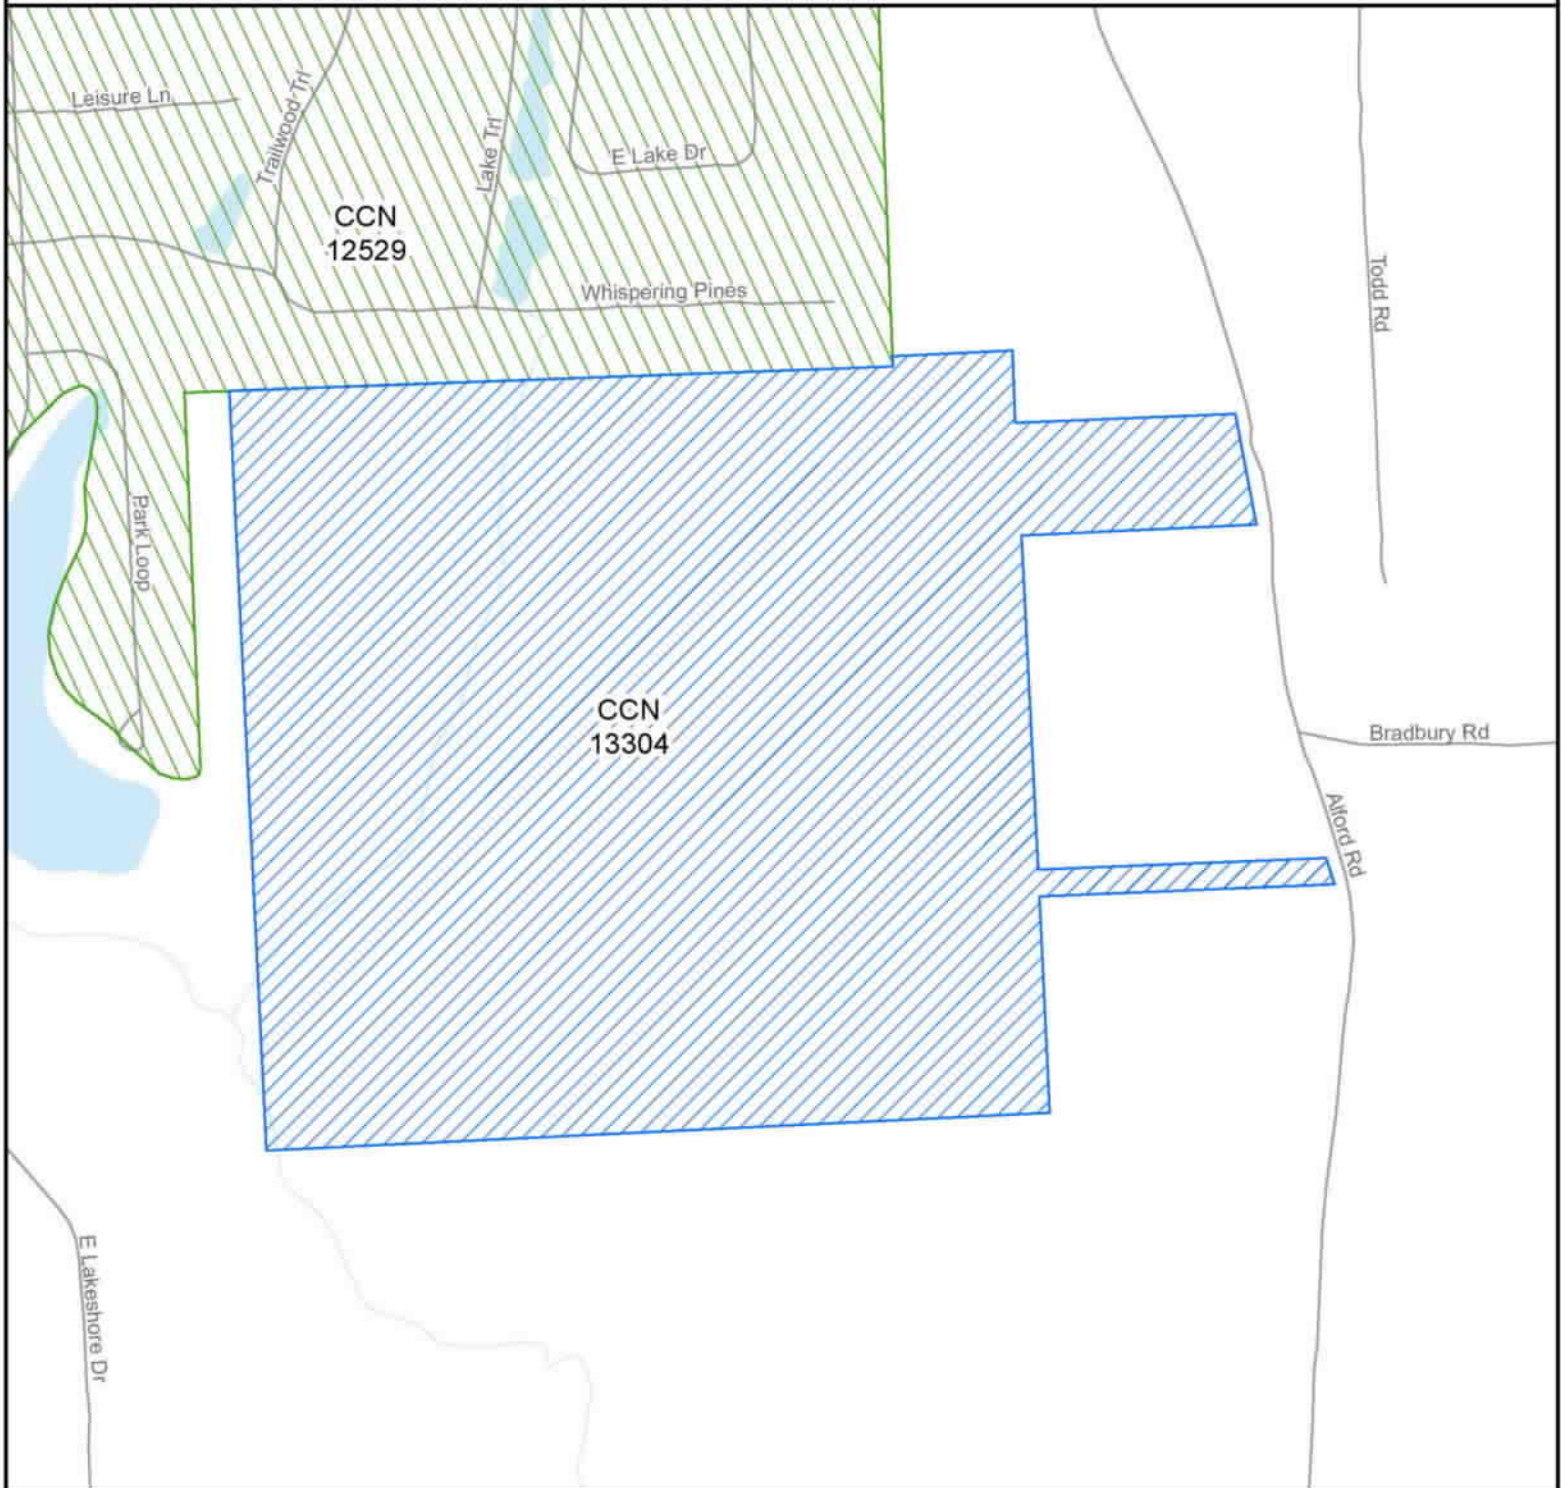 Leisure Ln
Trailwood Trl
Lake Trl
E Lake Dr
CCN
12529
Whispering Pines
Todd Rd
Park Loop
CCN
13304
Bradbury Rd
Alford Rd
E Lakeshore Dr